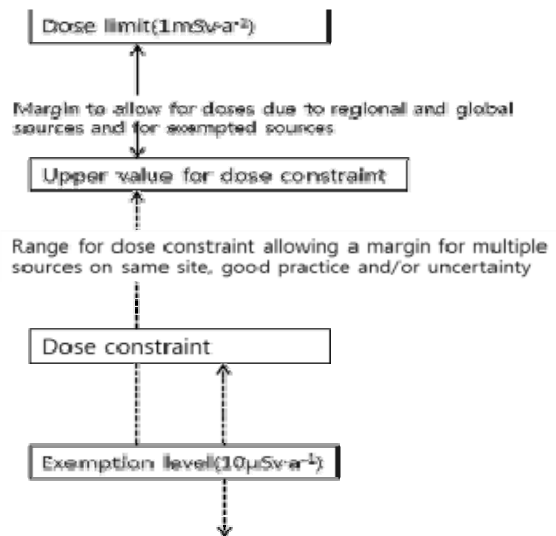 Dose limit(1mSv·a⁻²)
Margin to allow for doses due to regional and global
sources and for exempted sources
Upper value for dose constraint
Range for dose constraint allowing a margin for multiple
sources on same site, good practice and/or uncertainty
Dose constraint
Exemption level(10μSv·a⁻¹)